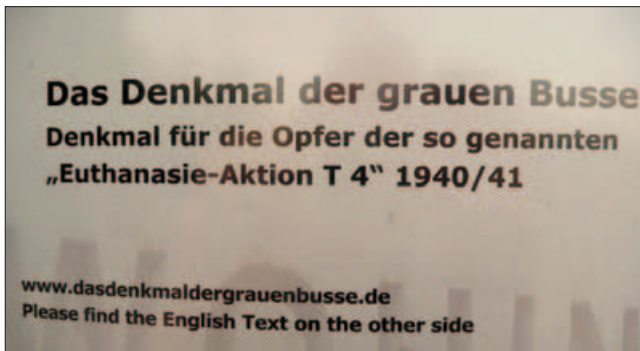 Das Denkmal der grauen Busse
Denkmal für die Opfer der so genannten
„Euthanasie-Aktion T 4“ 1940/41
www.dasdenkmaldergrauenbusse.de
Please find the English Text on the other side